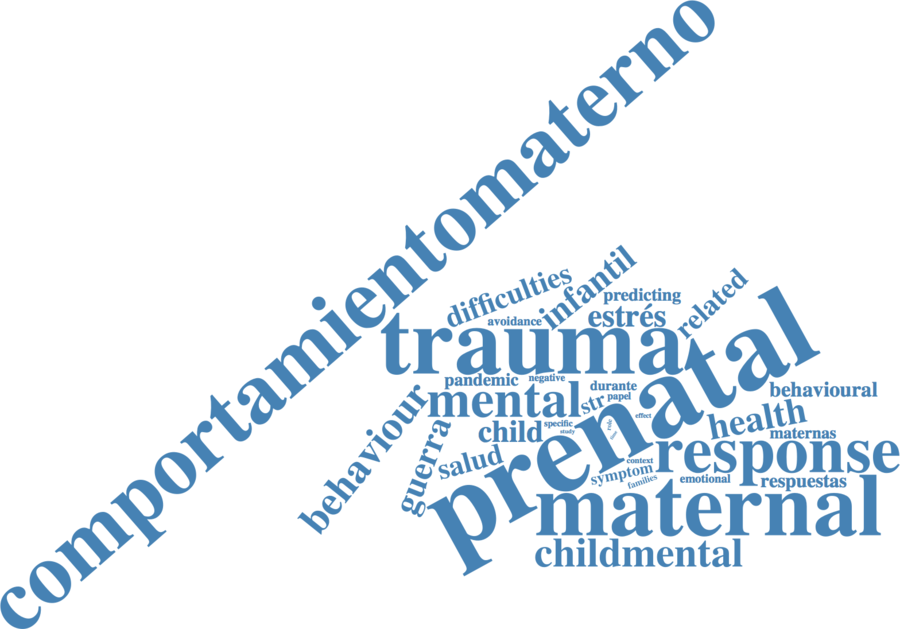 comportamientomaterno
difficulties
infantil
predicting
related
avoidance
estrés
trauma
prenatal
pandemic
negative
durante
behavioural
behaviour
mental
str
papel
effect
health
guerra
child
specific
study
role
maternas
salud
response
context
symptom
families
emotional
respuestas
maternal
childmental